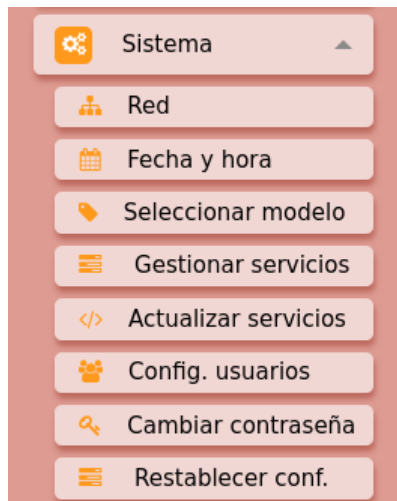 Sistema
Red
Fecha y hora
Seleccionar modelo
Gestionar servicios
Actualizar servicios
Config. usuarios
Cambiar contraseña
Restablecer conf.